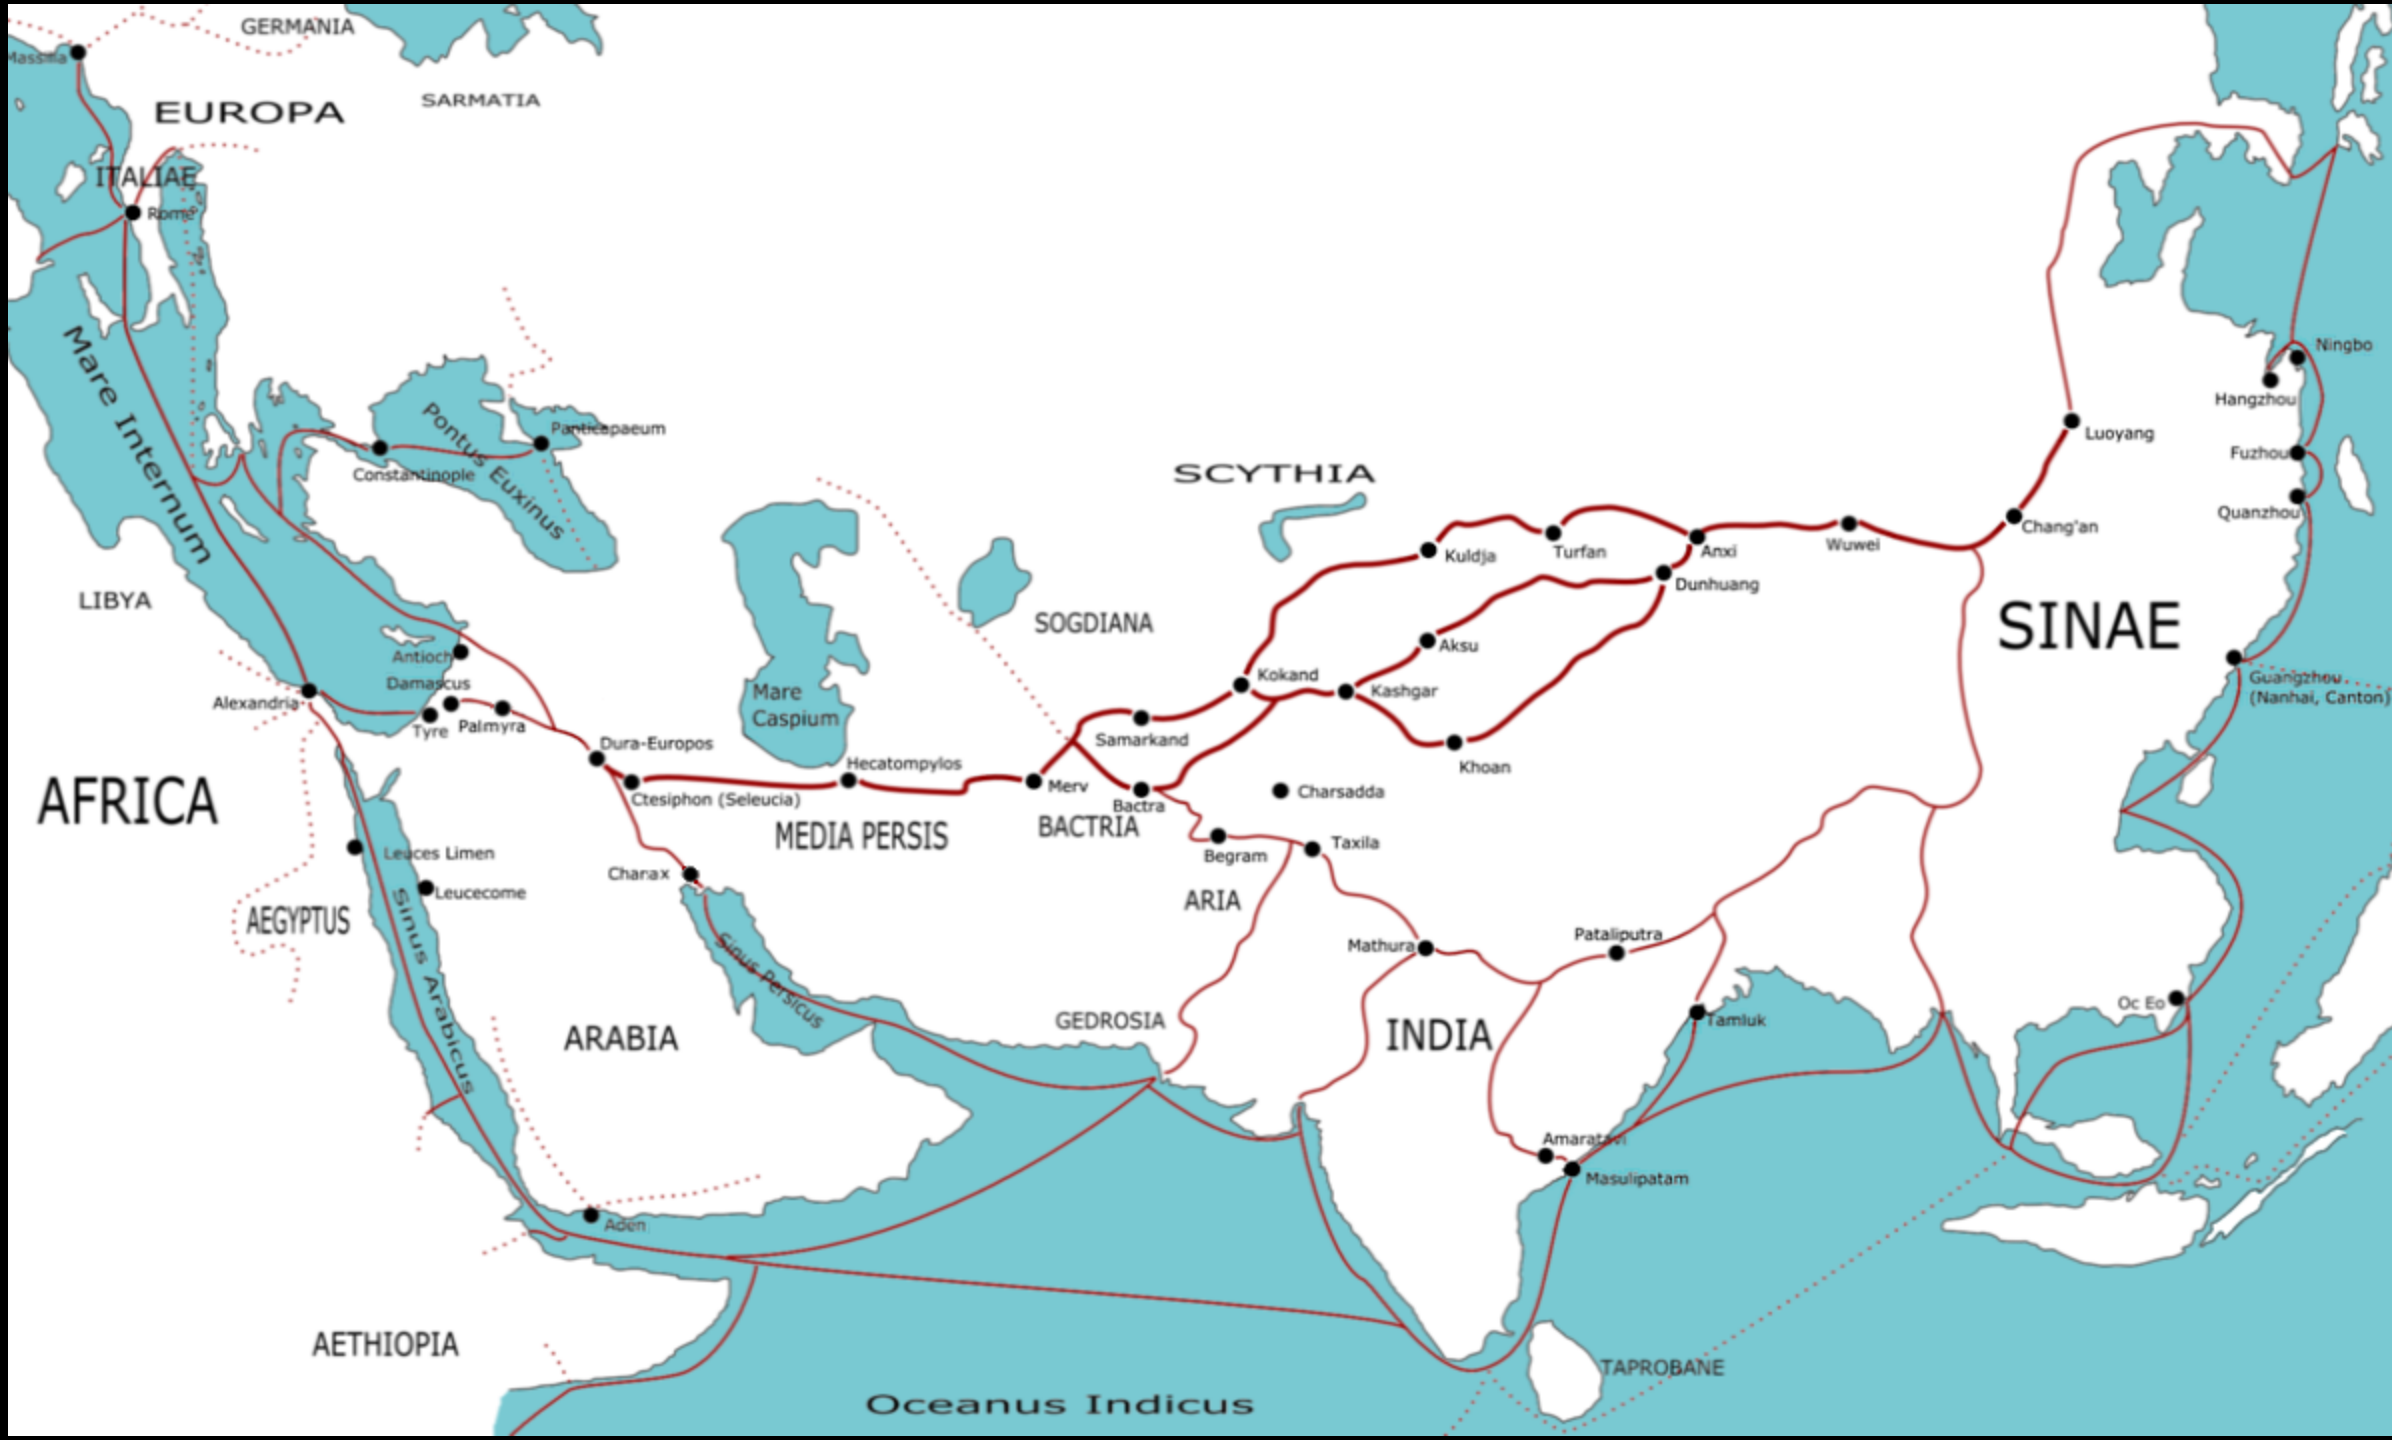 GERMANIA
Massilia
SARMATIA
EUROPA
ITALIAE
Rome
Mare Internum
Pontus Euxinus
Panticapaeum
Constantinople
Ningbo
Hangzhou
Luoyang
Fuzhou
Quanzhou
SCYTHIA
Kuldja
Turfan
Anxi
Wuwei
Chang'an
Dunhuang
LIBYA
SOGDIANA
SINAE
Aksu
Antioch
Damascus
Alexandria
Tyre
Palmyra
Mare
Caspium
Kokand
Kashgar
Guangzhou
(Nanhai, Canton)
Samarkand
Dura-Europos
Hecatompylos
Khoan
Merv
Charsadda
Ctesiphon (Seleucia)
Bactra
AFRICA
MEDIA PERSIS
BACTRIA
Begram
Taxila
Leuces Limen
Charax
Leucecome
ARIA
AEGYPTUS
Sinus Arabicus
Sinus Persicus
Mathura
Pataliputra
Oc Eo
ARABIA
GEDROSIA
INDIA
Tamluk
Amaratavi
Masulipatam
Aden
AETHIOPIA
TAPROBANE
Oceanus Indicus